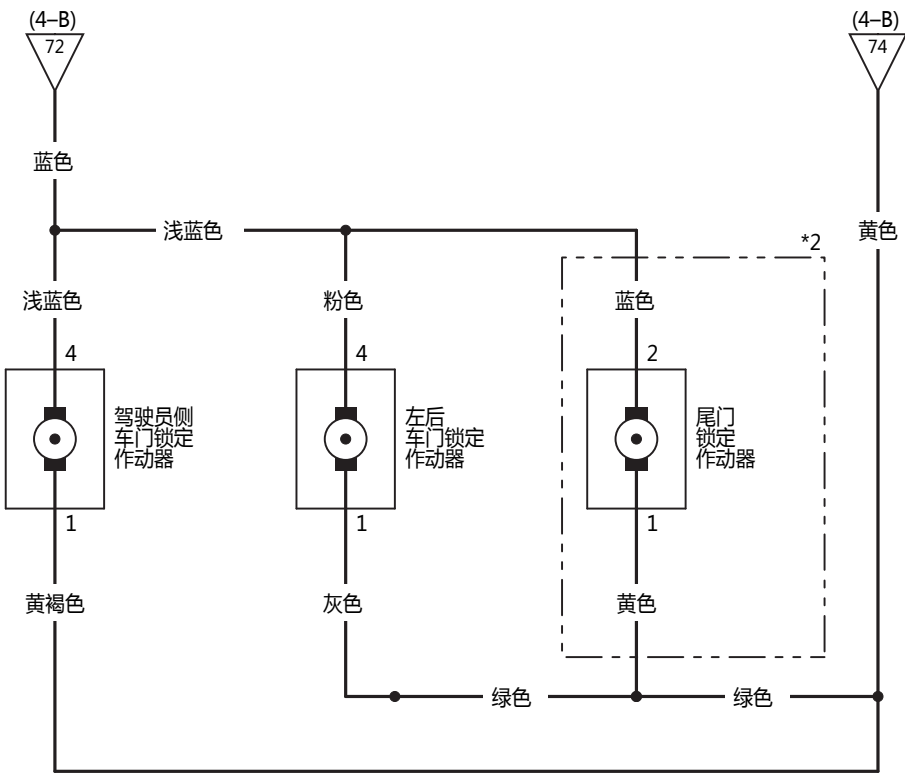 (4–B)
(4–B)
72
74
蓝色
浅蓝色
黄色
*2
浅蓝色
粉色
蓝色
4
4
2
驾驶员侧
车门锁定
作动器
左后
车门锁定
作动器
尾门
锁定
作动器
1
1
1
黄褐色
灰色
黄色
绿色
绿色